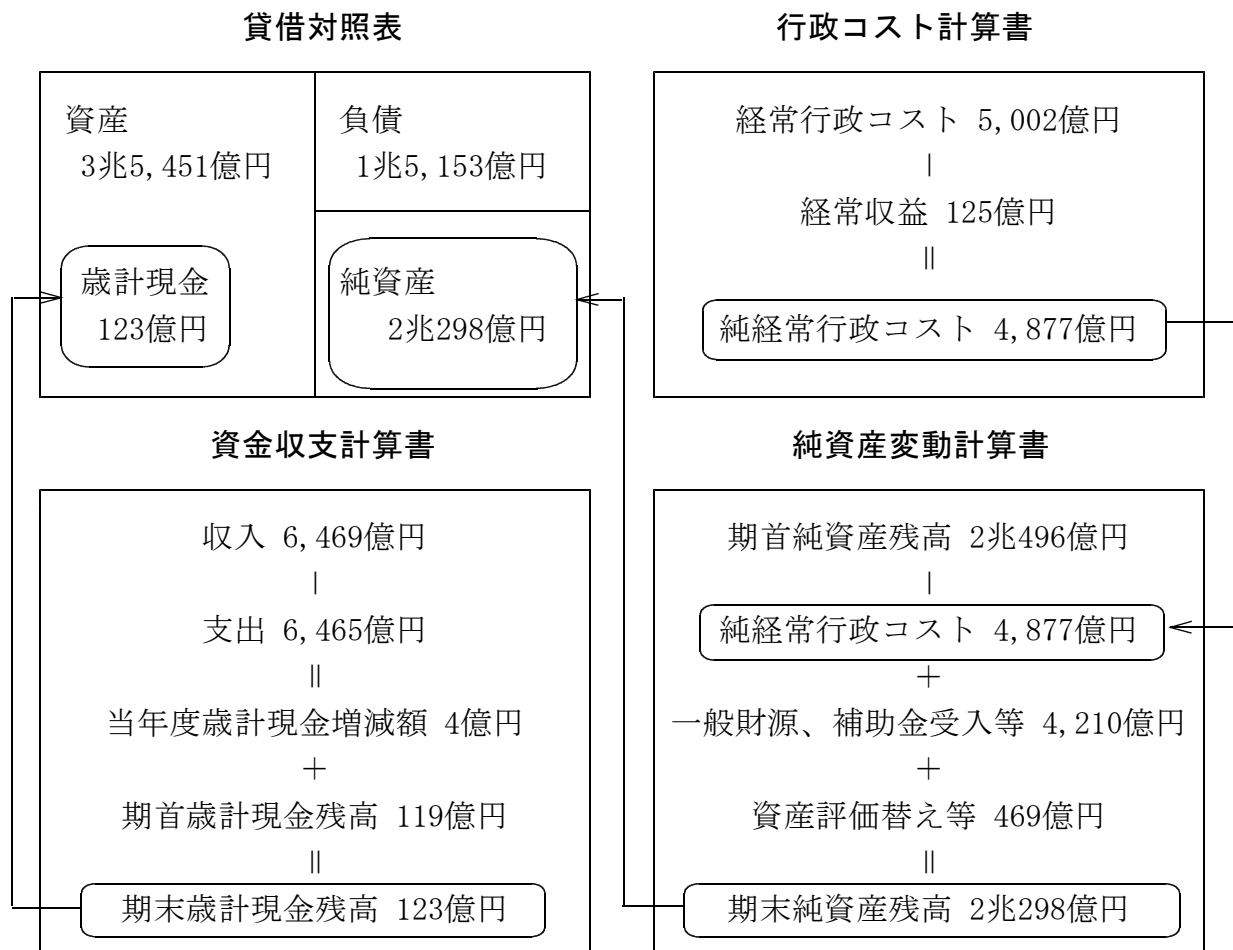 貸借対照表
資産
3兆5,451億円
負債
1兆5,153億円
歳計現金
123億円
純資産
2兆298億円
行政コスト計算書
経常行政コスト 5,002億円
－
経常収益 125億円
＝
純経常行政コスト 4,877億円
資金収支計算書
収入 6,469億円
－
支出 6,465億円
＝
当年度歳計現金増減額 4億円
＋
期首歳計現金残高 119億円
＝
期末歳計現金残高 123億円
純資産変動計算書
期首純資産残高 2兆496億円
－
純経常行政コスト 4,877億円
＋
一般財源、補助金受入等 4,210億円
＋
資産評価替え等 469億円
＝
期末純資産残高 2兆298億円